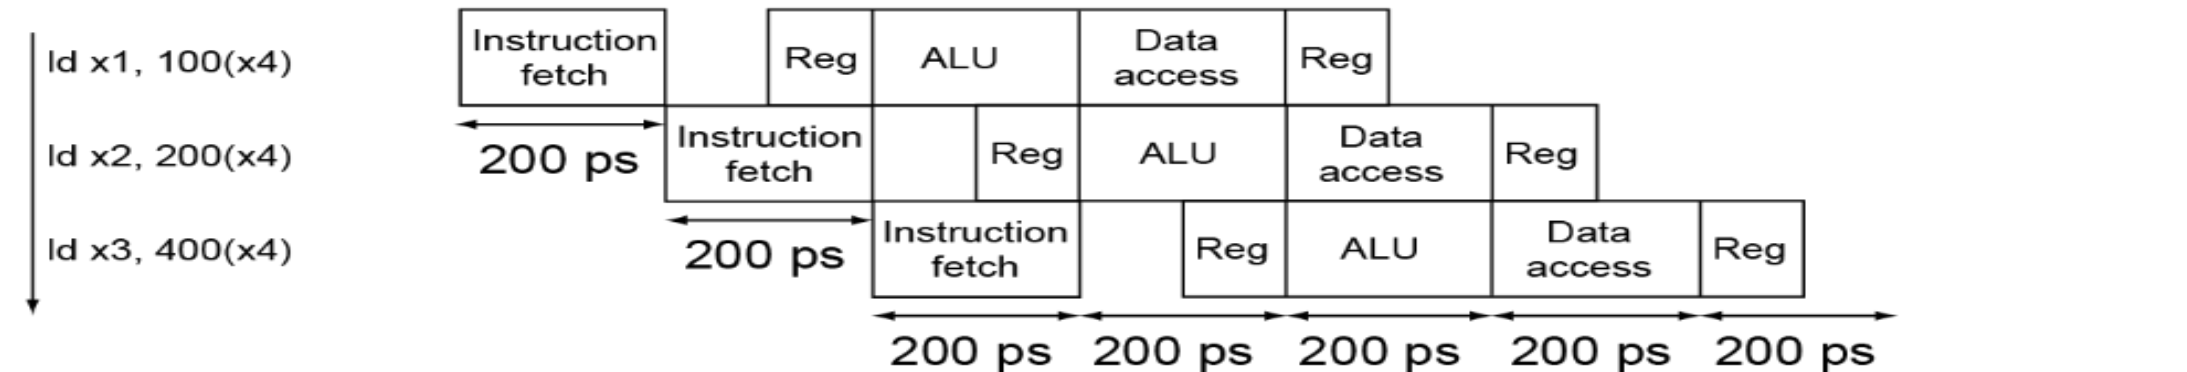 ld x1, 100(x4)
Instruction
fetch
Reg
ALU
Data
access
Reg
200 ps
ld x2, 200(x4)
Instruction
fetch
Reg
ALU
Data
access
Reg
200 ps
ld x3, 400(x4)
Instruction
fetch
Reg
ALU
Data
access
Reg
200 ps
200 ps
200 ps
200 ps
200 ps